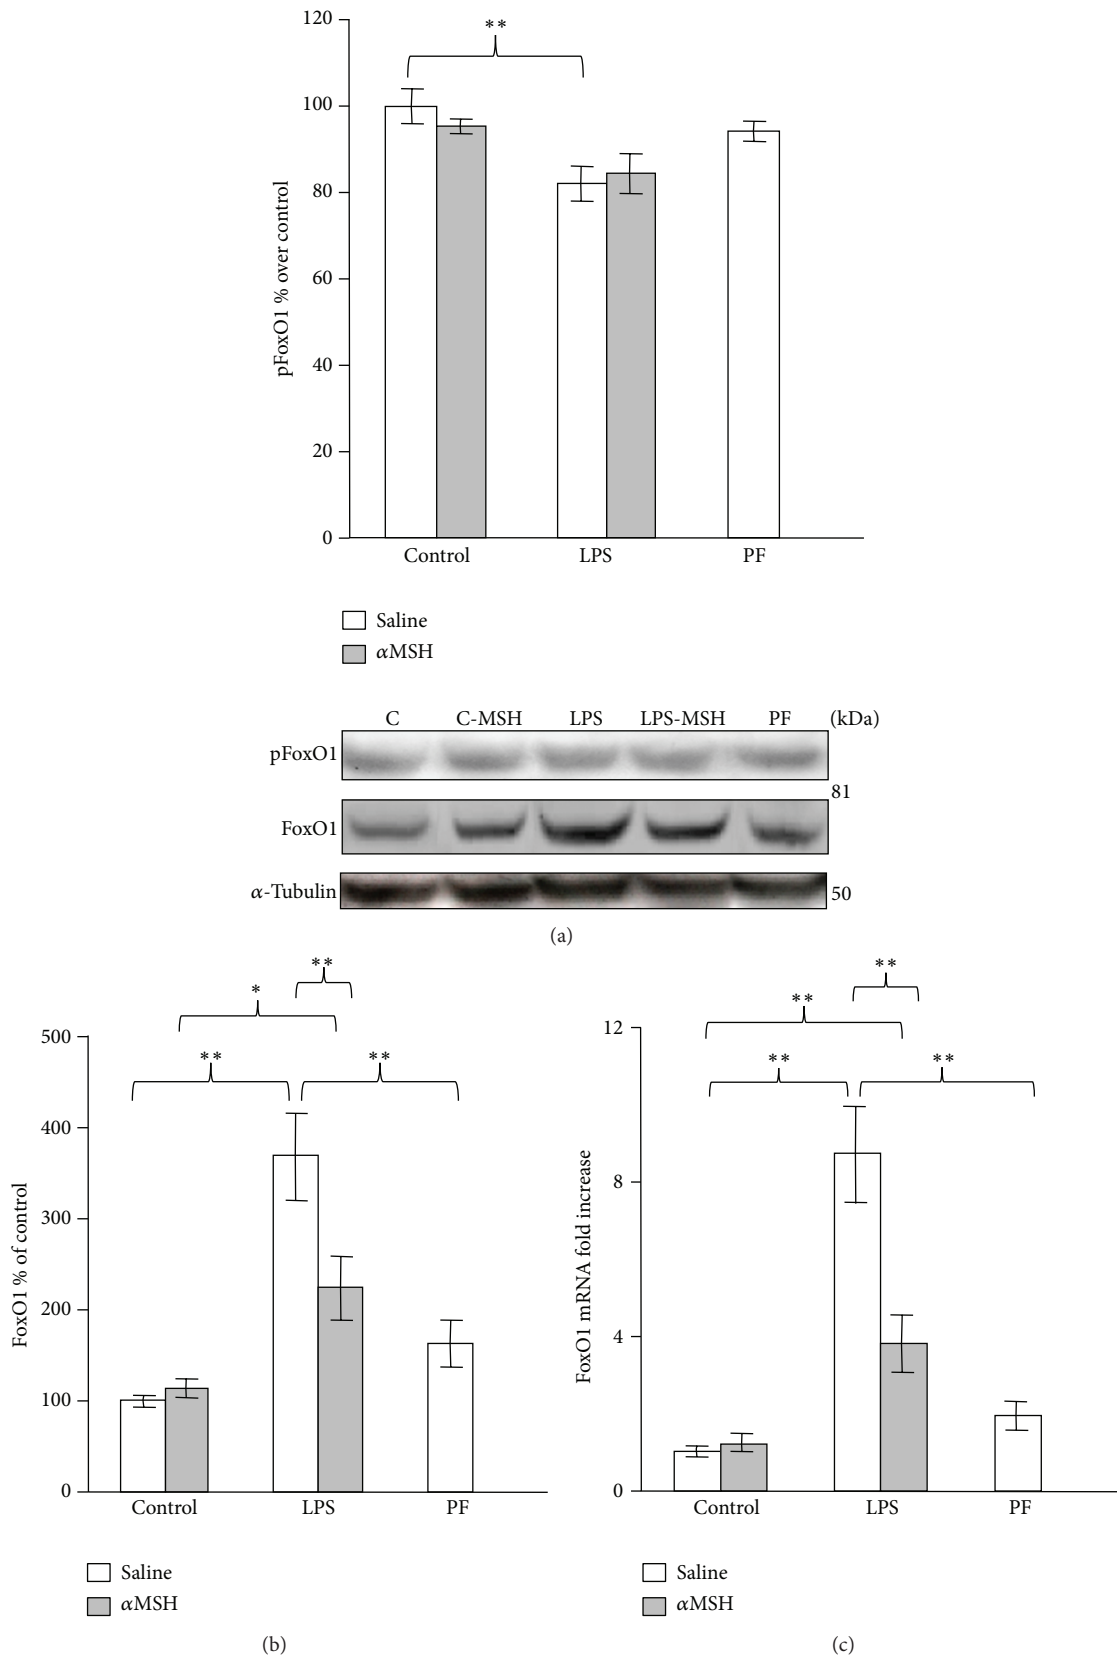 120
**
100
80
60
40
20
0
pFoxO1 % over control
Control LPS PF
Saline
αMSH
C C-MSH LPS LPS-MSH PF (kDa)
pFoxO1
81
FoxO1
α-Tubulin 50
(a)
**
*
**
**
500
400
300
200
100
0
FoxO1 % of control
Control LPS PF
Saline
αMSH
(b)
**
**
**
**
12
8
4
0
FoxO1 mRNA fold increase
Control LPS PF
Saline
αMSH
(c)